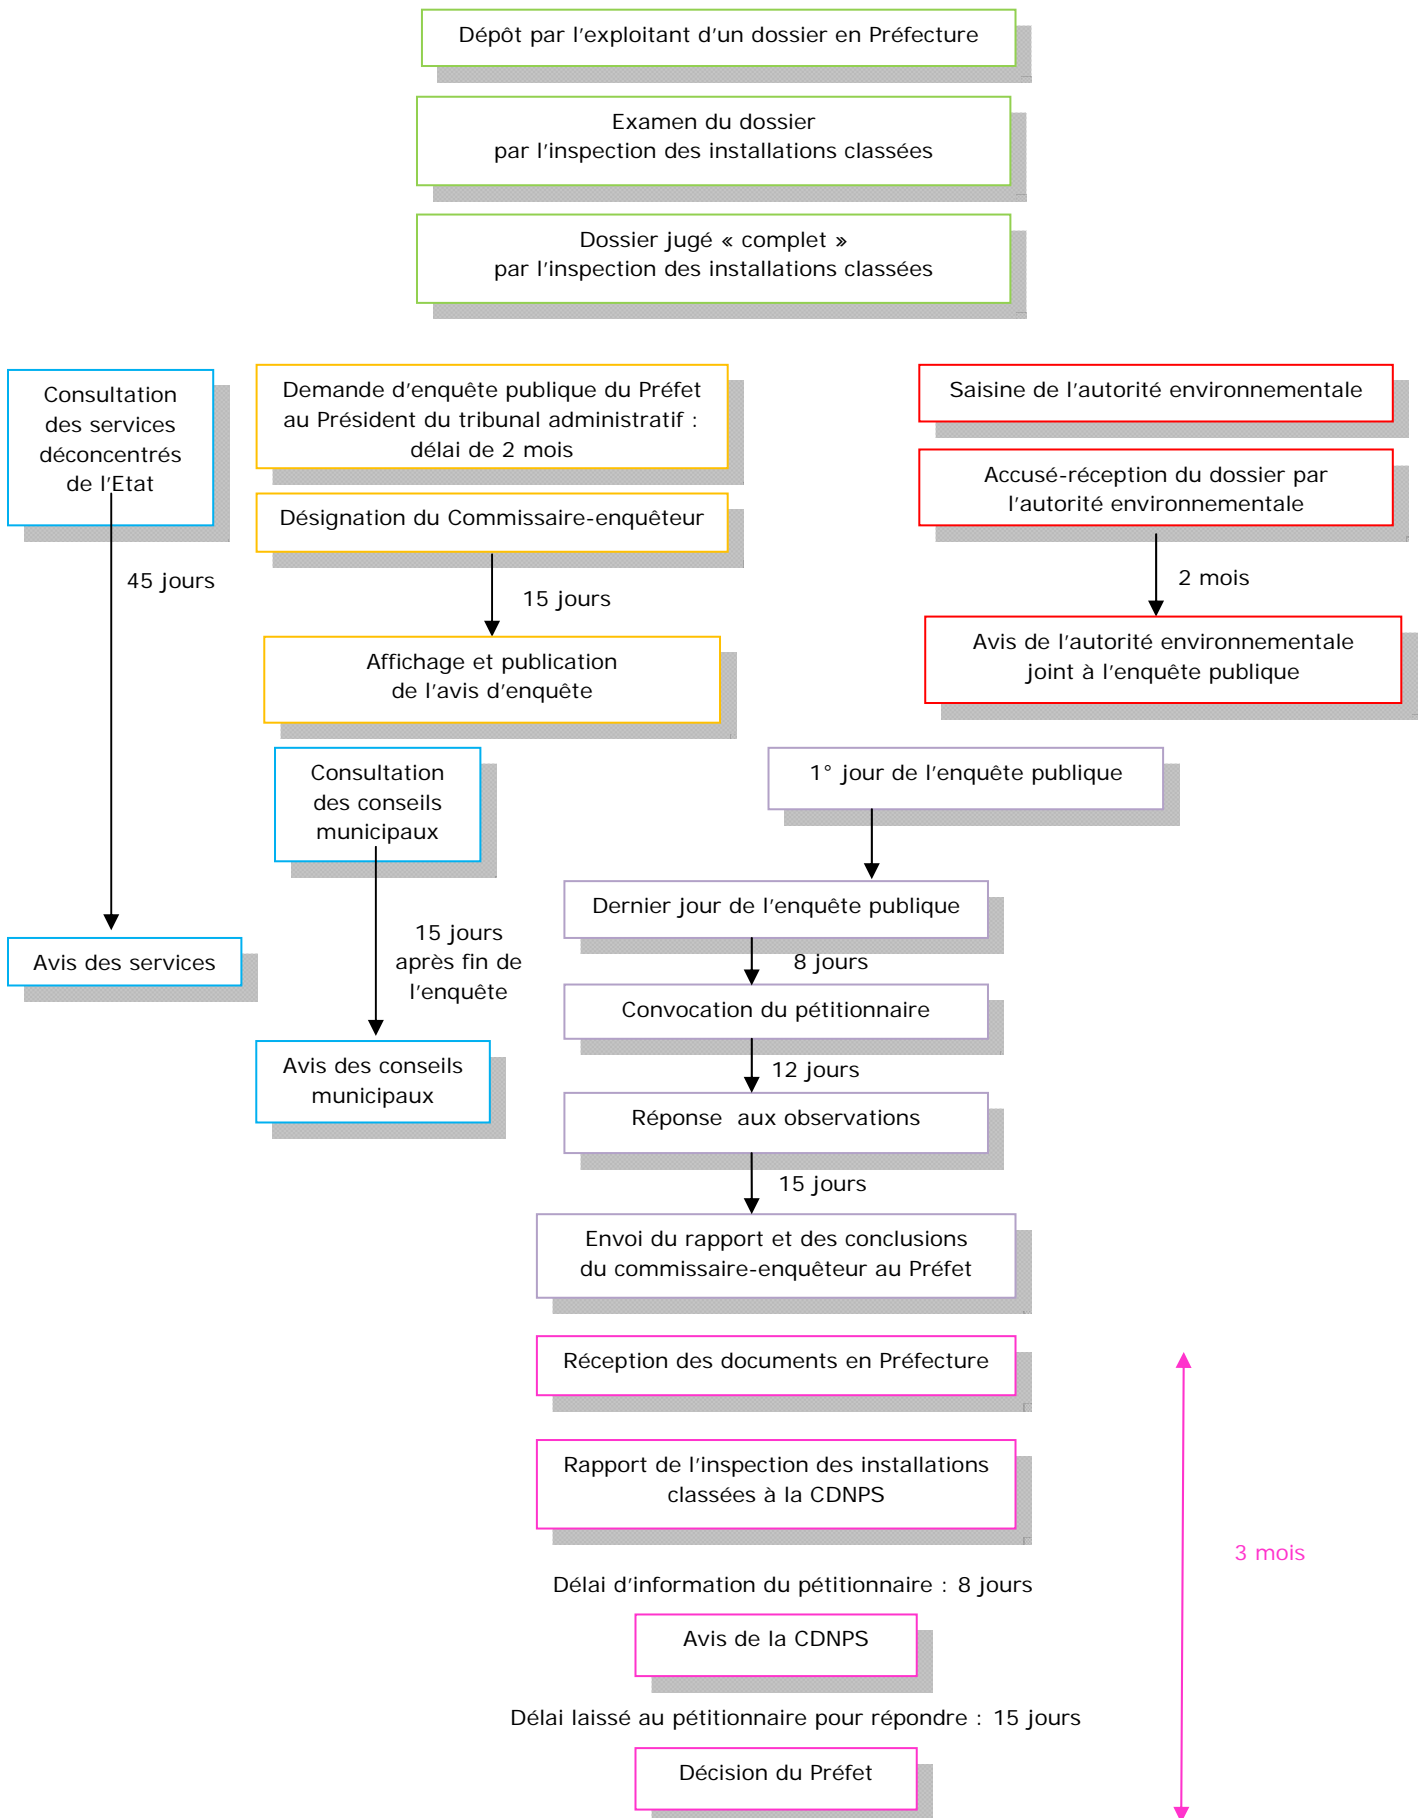 Dépôt par l'exploitant d'un dossier en Préfecture
Examen du dossier
par l'inspection des installations classées
Dossier jugé « complet »
par l'inspection des installations classées
Consultation
des services
déconcentrés
de l'Etat
45 jours
Avis des services
Demande d'enquête publique du Préfet
au Président du tribunal administratif :
délai de 2 mois
Désignation du Commissaire-enquêteur
15 jours
Affichage et publication
de l'avis d'enquête
Saisine de l'autorité environnementale
Accusé-réception du dossier par
l'autorité environnementale
2 mois
Avis de l'autorité environnementale
joint à l'enquête publique
Consultation
des conseils
municipaux
15 jours
après fin de
l'enquête
Avis des conseils
municipaux
1° jour de l'enquête publique
Dernier jour de l'enquête publique
8 jours
Convocation du pétitionnaire
12 jours
Réponse  aux observations
15 jours
Envoi du rapport et des conclusions
du commissaire-enquêteur au Préfet
Réception des documents en Préfecture
Rapport de l'inspection des installations
classées à la CDNPS
3 mois
Délai d'information du pétitionnaire : 8 jours
Avis de la CDNPS
Délai laissé au pétitionnaire pour répondre : 15 jours
Décision du Préfet